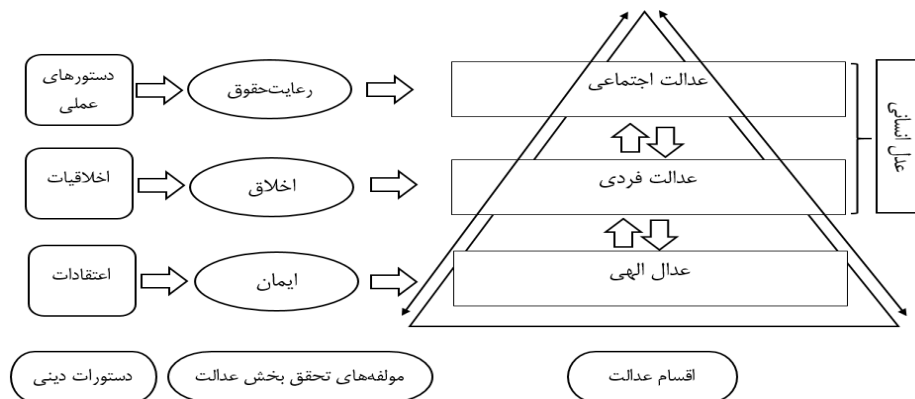 عدالت اجتماعی
رعایت‌حقوق
دستورهای
عملی
عدل انسانی
عدالت فردی
اخلاق
اخلاقیات
عدال الهی
ایمان
اعتقادات
اقسام عدالت
مولفه‌های تحقق بخش عدالت
دستورات دینی